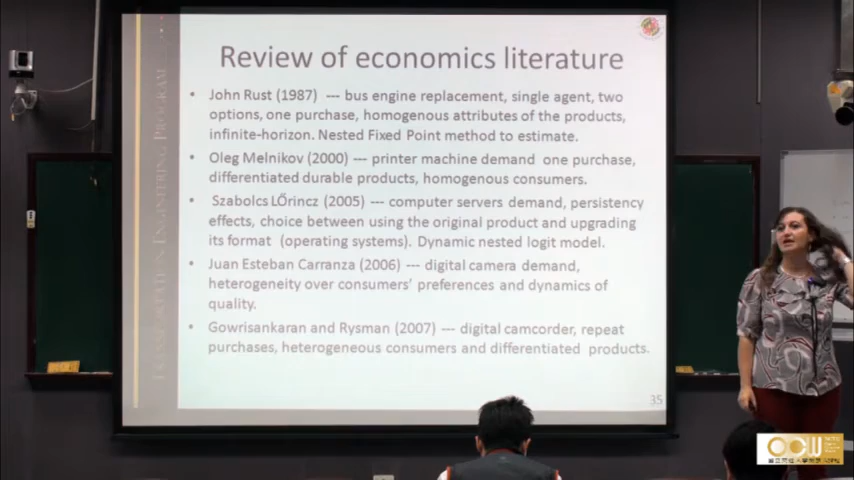 Review of economics literature
• John Rust (1987) --- bus engine replacement, single agent, two
options, one purchase, homogenous attributes of the products,
infinite-horizon. Nested Fixed Point method to estimate.
• Oleg Melnikov (2000) --- printer machine demand one purchase,
differentiated durable products, homogenous consumers.
• Szabolcs LŐrincz (2005) --- computer servers demand, persistency
effects, choice between using the original product and upgrading
its format (operating systems). Dynamic nested logit model.
• Juan Esteban Carranza (2006) --- digital camera demand,
heterogeneity over consumers' preferences and dynamics of
quality.
• Gowrisankaran and Rysman (2007) --- digital camcorder, repeat
purchases, heterogeneous consumers and differentiated products.
35
TRANSPORTATION ENGINEERING PROGRAM
OCW